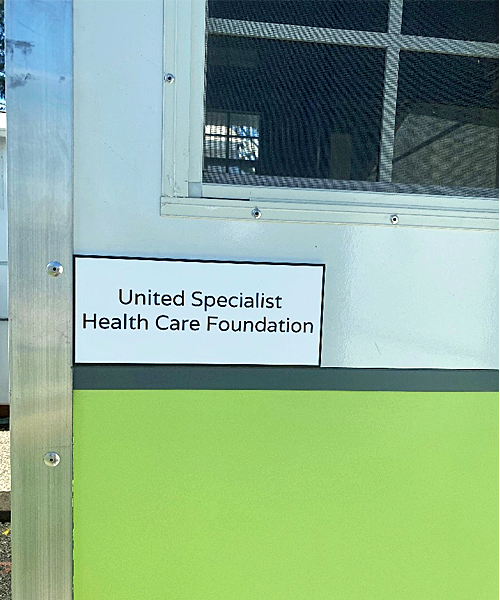 United Specialist
Health Care Foundation